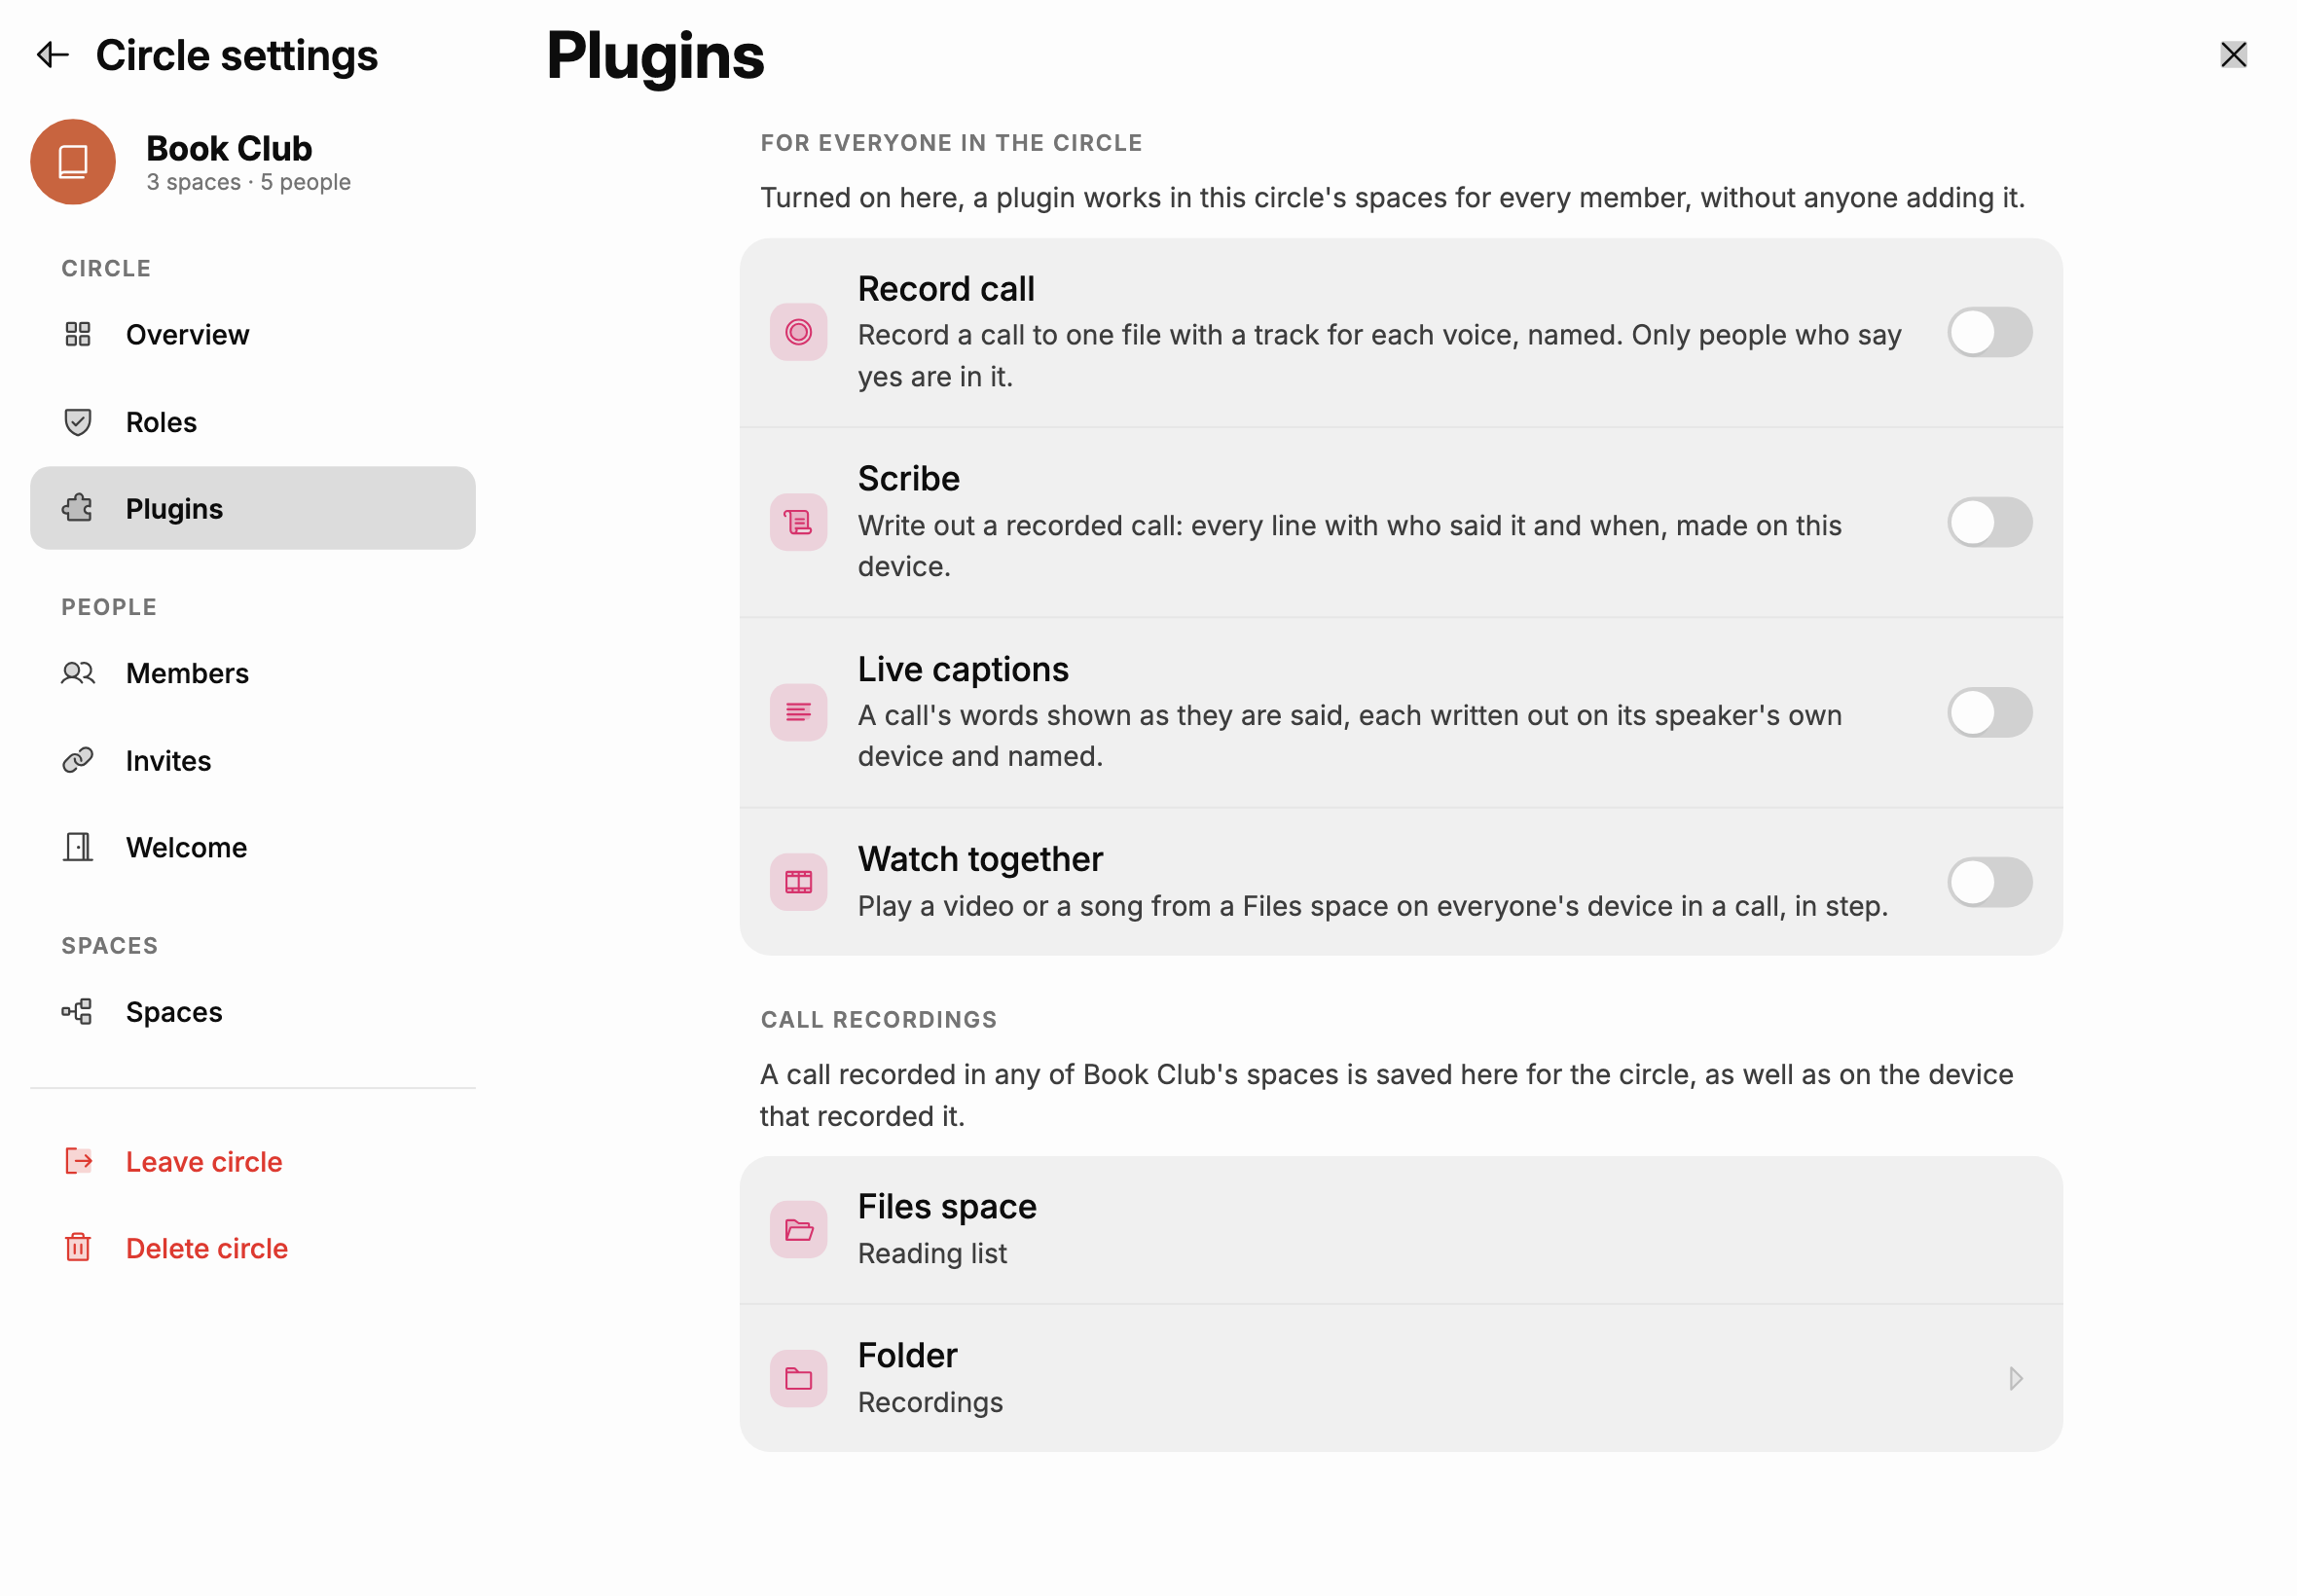 Circle settings
Book Club
3 spaces · 5 people
CIRCLE
Overview
Roles
Plugins
PEOPLE
Members
Invites
Welcome
SPACES
Spaces
Leave circle
Delete circle
Plugins
FOR EVERYONE IN THE CIRCLE
Turned on here, a plugin works in this circle's spaces for every member, without anyone adding it.
Record call
Record a call to one file with a track for each voice, named. Only people who say
yes are in it.
Scribe
Write out a recorded call: every line with who said it and when, made on this
device.
Live captions
A call's words shown as they are said, each written out on its speaker's own
device and named.
Watch together
Play a video or a song from a Files space on everyone's device in a call, in step.
CALL RECORDINGS
A call recorded in any of Book Club's spaces is saved here for the circle, as well as on the device
that recorded it.
Files space
Reading list
Folder
Recordings